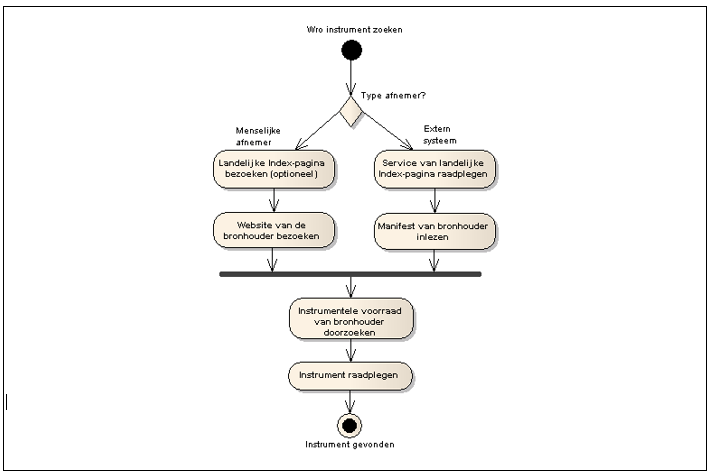 Wro instrument zoeken
Type afnemer?
Menselijke
afnemer
Extern
systeem
Landelijke Index-pagina
bezoeken (optioneel)
Service van landelijke
Index-pagina raadplegen
Website van de
bronhouder bezoeken
Manifest van bronhouder
inlezen
Instrumentele voorraad
van bronhouder
doorzoeken
Instrument raadplegen
Instrument gevonden